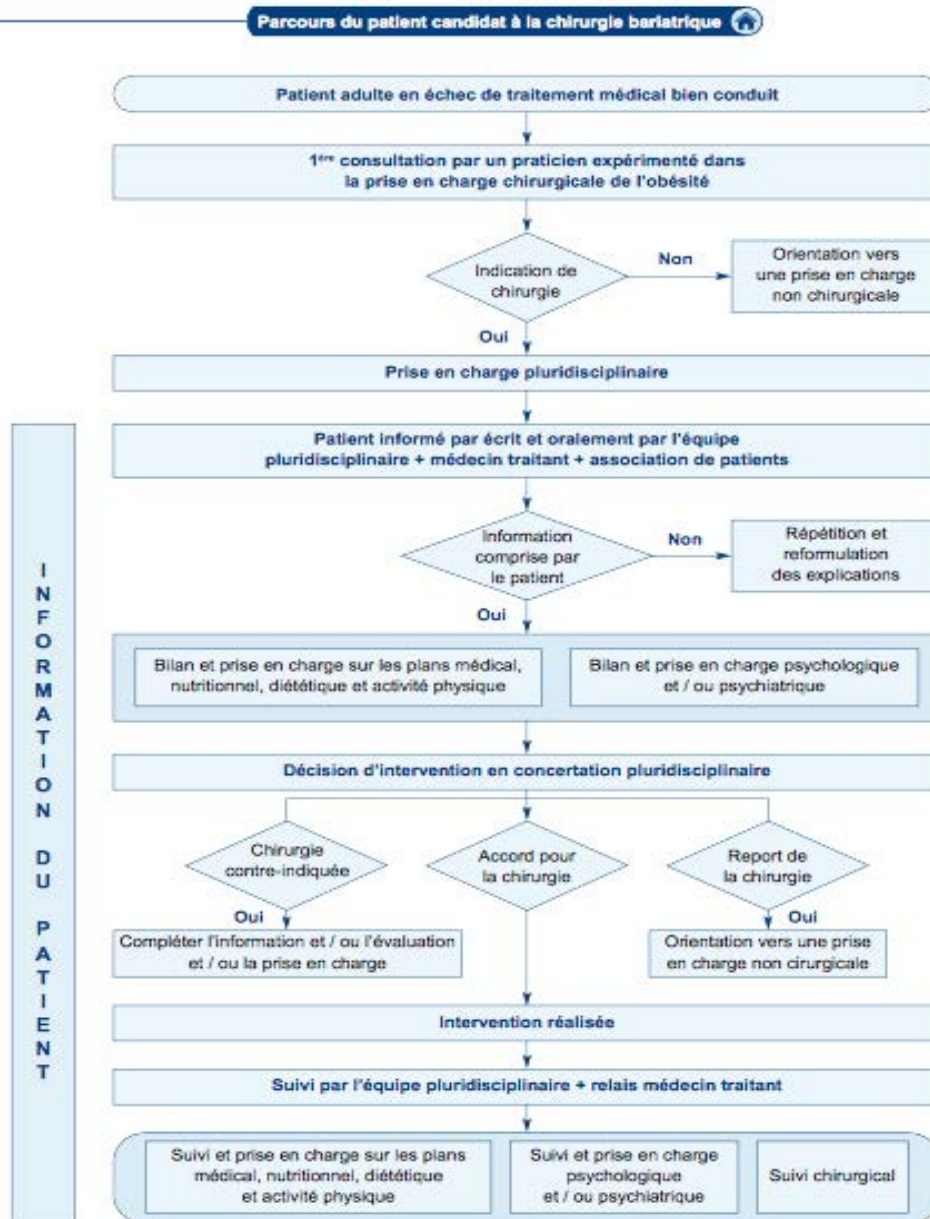 Parcours du patient candidat à la chirurgie bariatrique
Patient adulte en échec de traitement médical bien conduit
1ère consultation par un praticien expérimenté dans
la prise en charge chirurgicale de l'obésité
Indication de
chirurgie
Non
Orientation vers
une prise en charge
non chirurgicale
Oui
Prise en charge pluridisciplinaire
INFORMATION DU PATIENT
Patient informé par écrit et oralement par l'équipe
pluridisciplinaire + médecin traitant + association de patients
Information
comprise par
le patient
Non
Répétition et
reformulation
des explications
Oui
Bilan et prise en charge sur les plans médical,
nutritionnel, diététique et activité physique
Bilan et prise en charge psychologique
et / ou psychiatrique
Décision d'intervention en concertation pluridisciplinaire
Chirurgie
contre-indiquée
Accord pour
la chirurgie
Report de
la chirurgie
Oui
Oui
Compléter l'information et / ou l'évaluation
et / ou la prise en charge
Orientation vers une prise
en charge non cirurgicale
Intervention réalisée
Suivi par l'équipe pluridisciplinaire + relais médecin traitant
Suivi et prise en charge sur les plans
médical, nutritionnel, diététique
et activité physique
Suivi et prise en charge
psychologique
et / ou psychiatrique
Suivi chirurgical